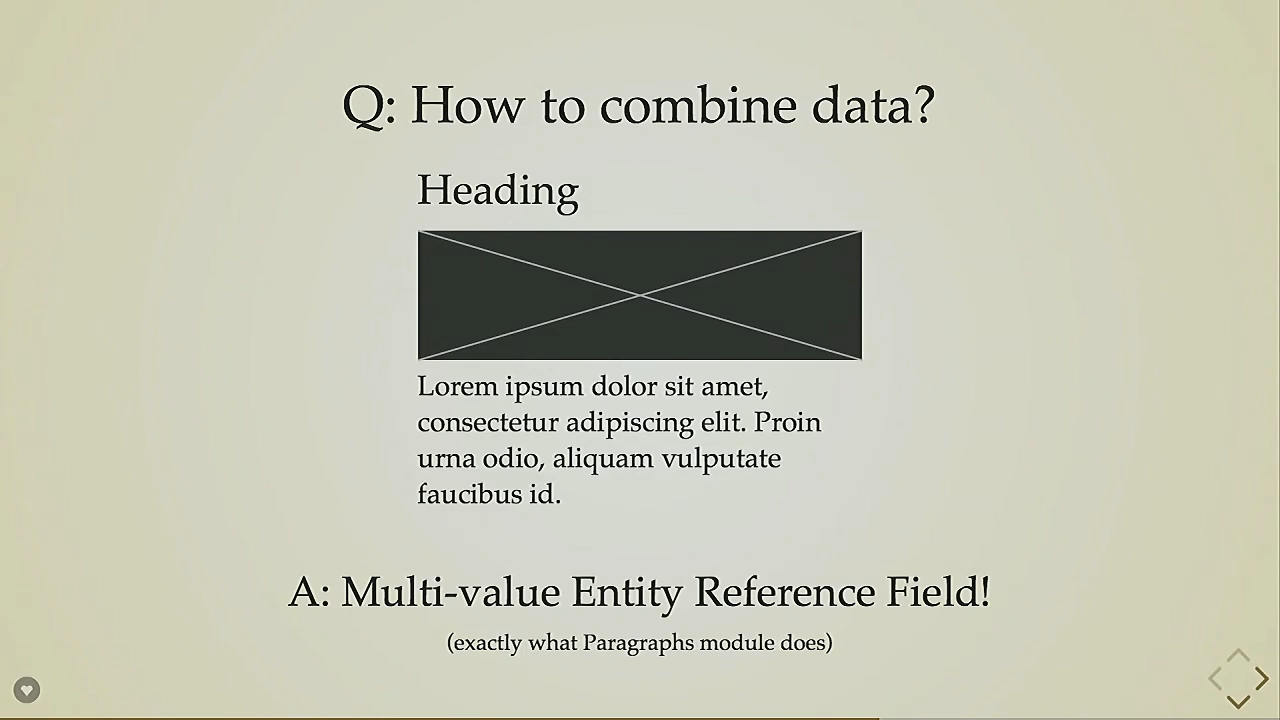 Q: How to combine data?
Heading
Lorem ipsum dolor sit amet,
consectetur adipiscing elit. Proin
urna odio, aliquam vulputate
faucibus id.
A: Multi-value Entity Reference Field!
(exactly what Paragraphs module does)